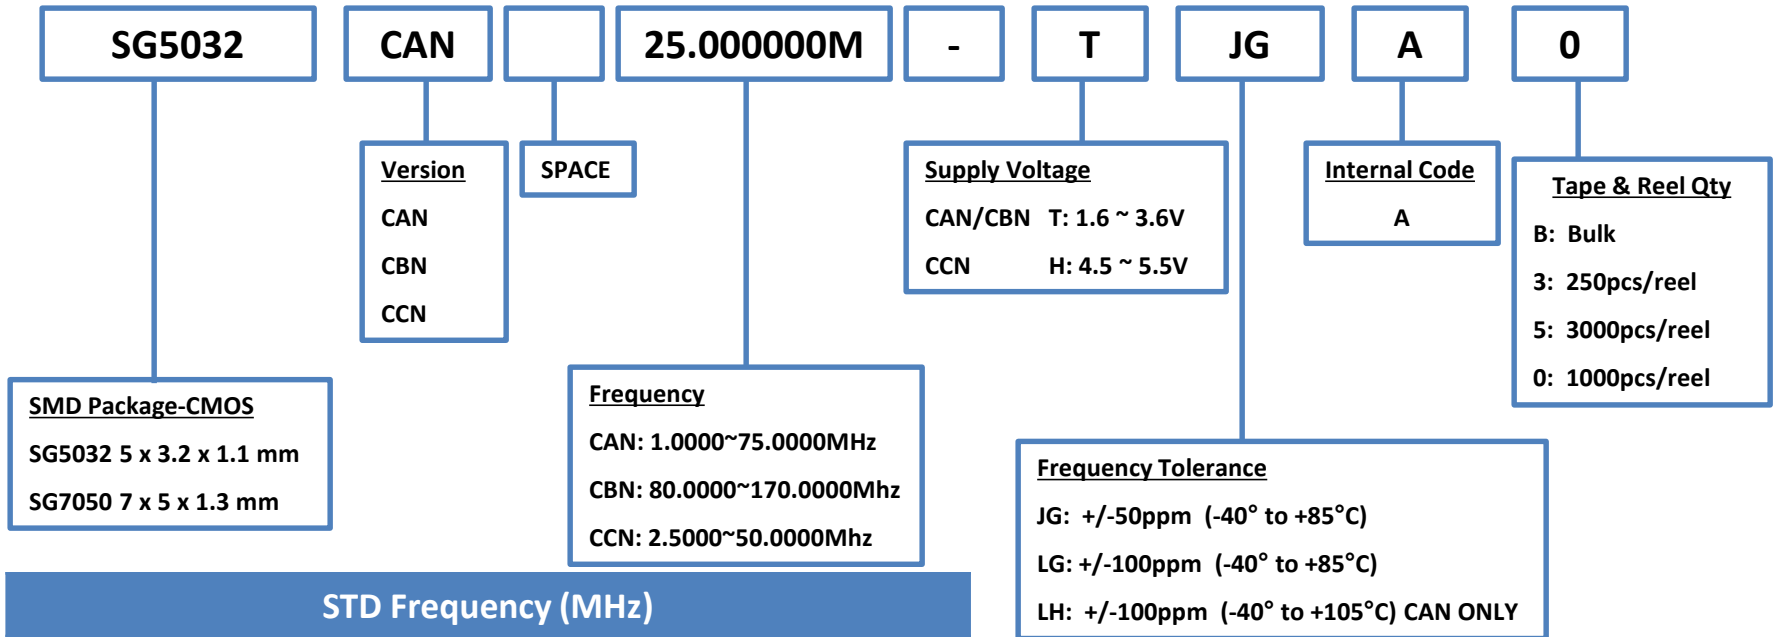 SG5032 CAN 25.000000M - T JG A 0
Version
CAN
CBN
CCN
SPACE
Supply Voltage
CAN/CBN T: 1.6 ~ 3.6V
CCN H: 4.5 ~ 5.5V
Internal Code
A
Tape & Reel Qty
B: Bulk
3: 250pcs/reel
5: 3000pcs/reel
0: 1000pcs/reel
SMD Package-CMOS
SG5032 5 x 3.2 x 1.1 mm
SG7050 7 x 5 x 1.3 mm
Frequency
CAN: 1.0000~75.0000MHz
CBN: 80.0000~170.0000Mhz
CCN: 2.5000~50.0000Mhz
Frequency Tolerance
JG: +/-50ppm (-40° to +85°C)
LG: +/-100ppm (-40° to +85°C)
LH: +/-100ppm (-40° to +105°C) CAN ONLY
STD Frequency (MHz)